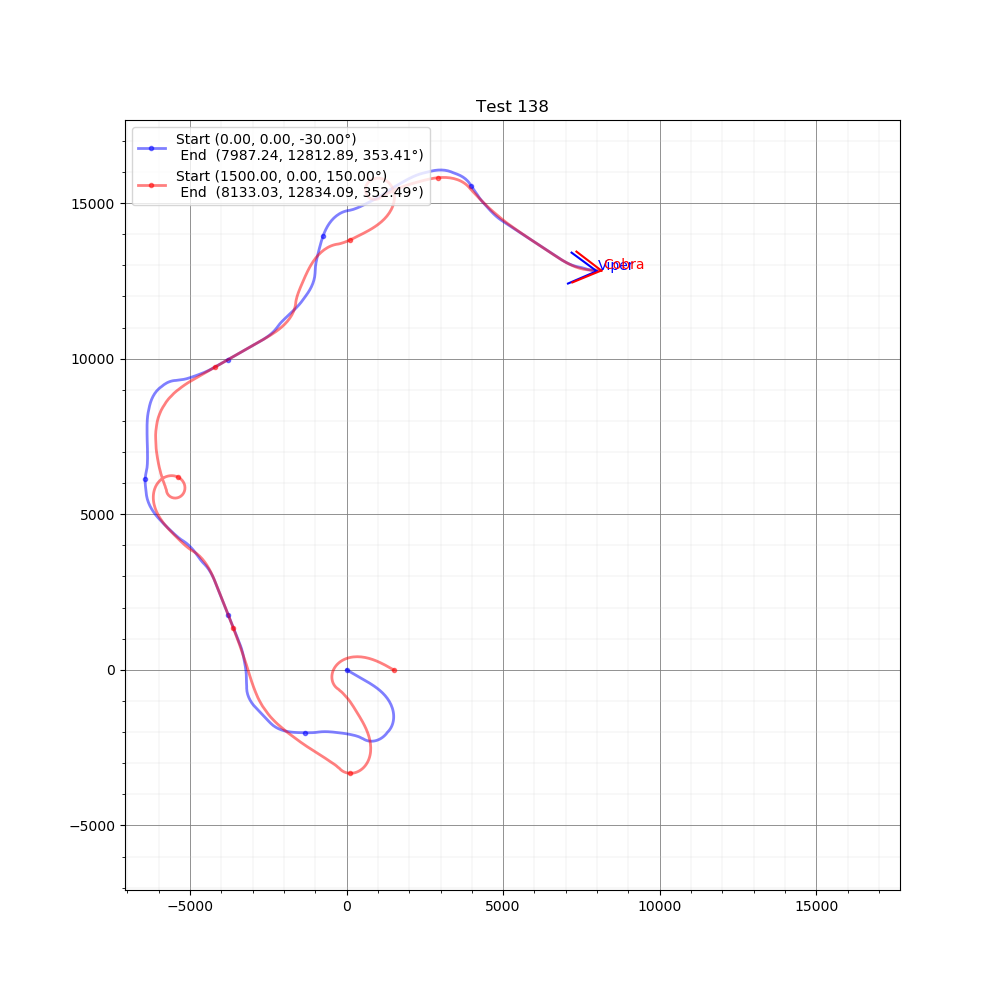 Test 138
Start (0.00, 0.00, -30.00°)
End (7987.24, 12812.89, 353.41°)
Start (1500.00, 0.00, 150.00°)
End (8133.03, 12834.09, 352.49°)
15000
10000
5000
0
−5000
Viper
Cobra
−5000
0
5000
10000
15000